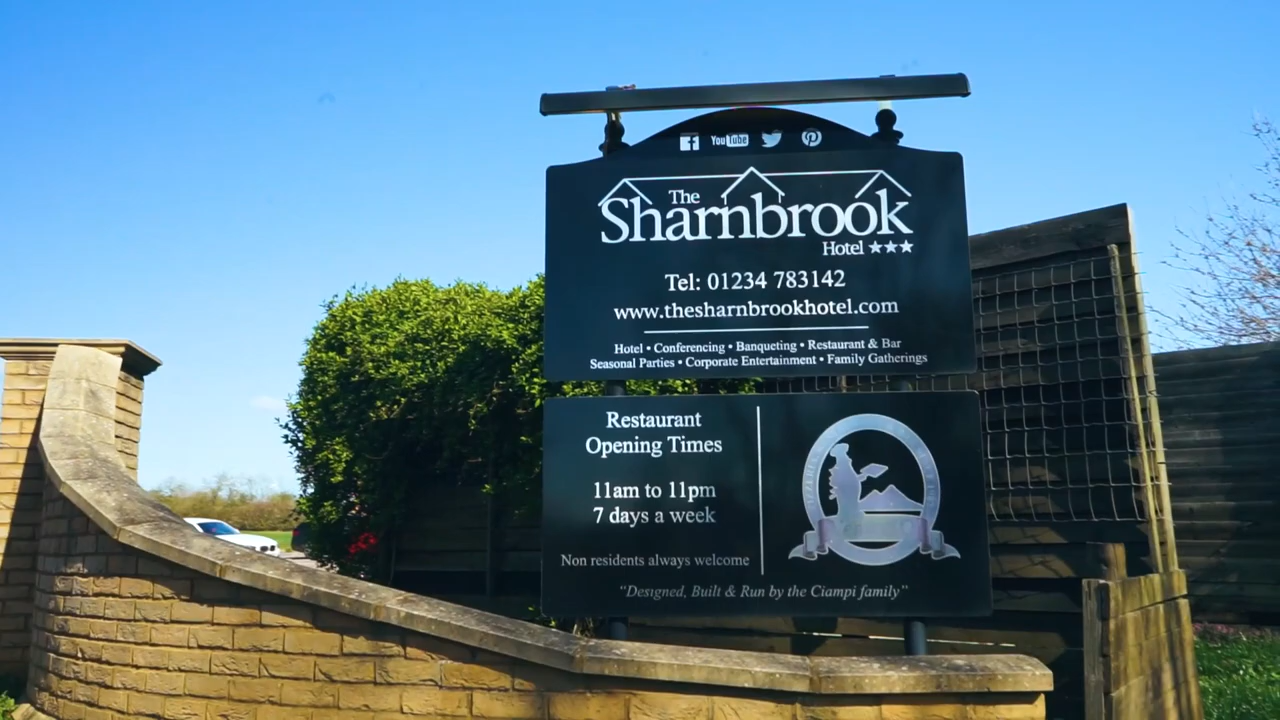 You Tube
The
Sharnbrook
Hotel ★★★
Tel: 01234 783142
www.thesharnbrookhotel.com
Hotel • Conferencing • Banqueting • Restaurant & Bar
Seasonal Parties • Corporate Entertainment • Family Gatherings
Restaurant
Opening Times
11am to 11pm
7 days a week
Non residents always welcome
"Designed, Built & Run by the Ciampi family"